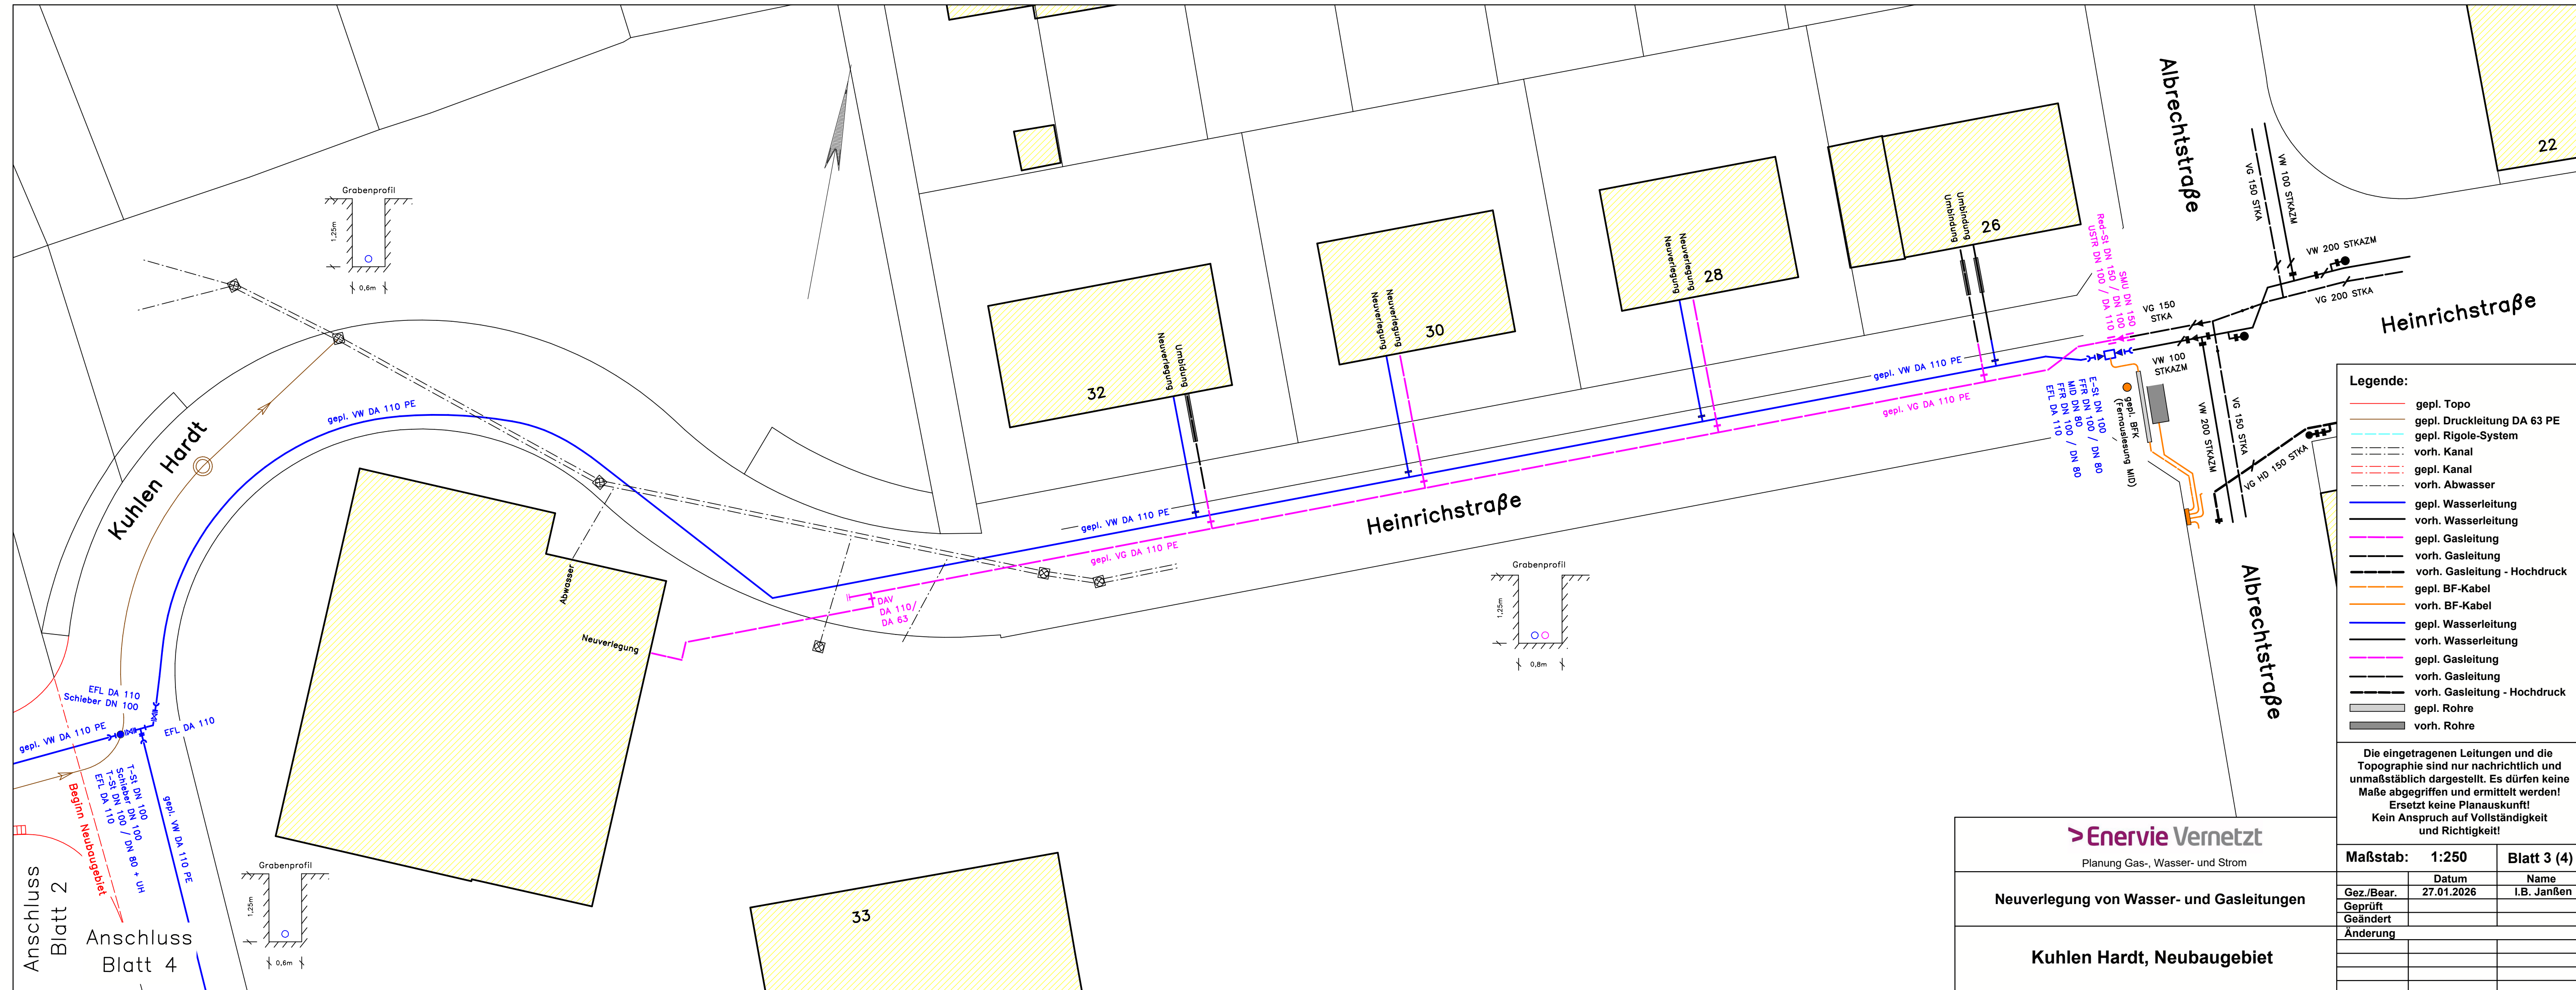 Grabenprofil
1,25m
0,6m
Kuhlen Hardt
gepl. VW DA 110 PE
Abwasser
Neuverlegung
DAV
DA 110/
DA 63
EFL DA 110
Schieber DN 100
gepl. VW DA 110 PE
EFL DA 110
T-St DN 100
Schieber DN 100
T-St DN 100 / DN 80 + UH
EFL DA 110
gepl. VW DA 110 PE
Beginn Neubaugebiet
Anschluss
Blatt 2
Anschluss
Blatt 4
Grabenprofil
1,25m
0,6m
33
32
Neuverlegung
Umbindung
gepl. VW DA 110 PE
gepl. VG DA 110 PE
30
Neuverlegung
Neuverlegung
Heinrichstraße
Grabenprofil
1,25m
0,8m
28
Neuverlegung
Neuverlegung
26
Umbindung
Umbindung
gepl. VW DA 110 PE
gepl. VG DA 110 PE
Albrechtstraße
22
SMU DN 150
Red-St DN 150 / DN 100
USTR DN 100 / DA 110
VG 150 STKA
VW 100 STKAZM
VW 200 STKAZM
VG 200 STKA
Heinrichstraße
VG 150
STKA
VW 100
STKAZM
E-St DN 100
FFR DN 100 / DN 80
MID DN 80
FFR DN 100 / DN 80
EFL DA 110
gepl. BFK
(Fernauslesung MID)
VW 200 STKAZM
VG 150 STKA
VG HD 150 STKA
Albrechtstraße
Legende:
gepl. Topo
gepl. Druckleitung DA 63 PE
gepl. Rigole-System
vorh. Kanal
gepl. Kanal
vorh. Abwasser
gepl. Wasserleitung
vorh. Wasserleitung
gepl. Gasleitung
vorh. Gasleitung
vorh. Gasleitung - Hochdruck
gepl. BF-Kabel
vorh. BF-Kabel
gepl. Wasserleitung
vorh. Wasserleitung
gepl. Gasleitung
vorh. Gasleitung
vorh. Gasleitung - Hochdruck
gepl. Rohre
vorh. Rohre
Die eingetragenen Leitungen und die
Topographie sind nur nachrichtlich und
unmaßstäblich dargestellt. Es dürfen keine
Maße abgegriffen und ermittelt werden!
Ersetzt keine Planauskunft!
Kein Anspruch auf Vollständigkeit
und Richtigkeit!
>Enervie Vernetzt
Planung Gas-, Wasser- und Strom
Neuverlegung von Wasser- und Gasleitungen
Kuhlen Hardt, Neubaugebiet
Maßstab: 1:250 Blatt 3 (4)
Datum Name
Gez./Bear. 27.01.2026 I.B. Janßen
Geprüft
Geändert
Änderung